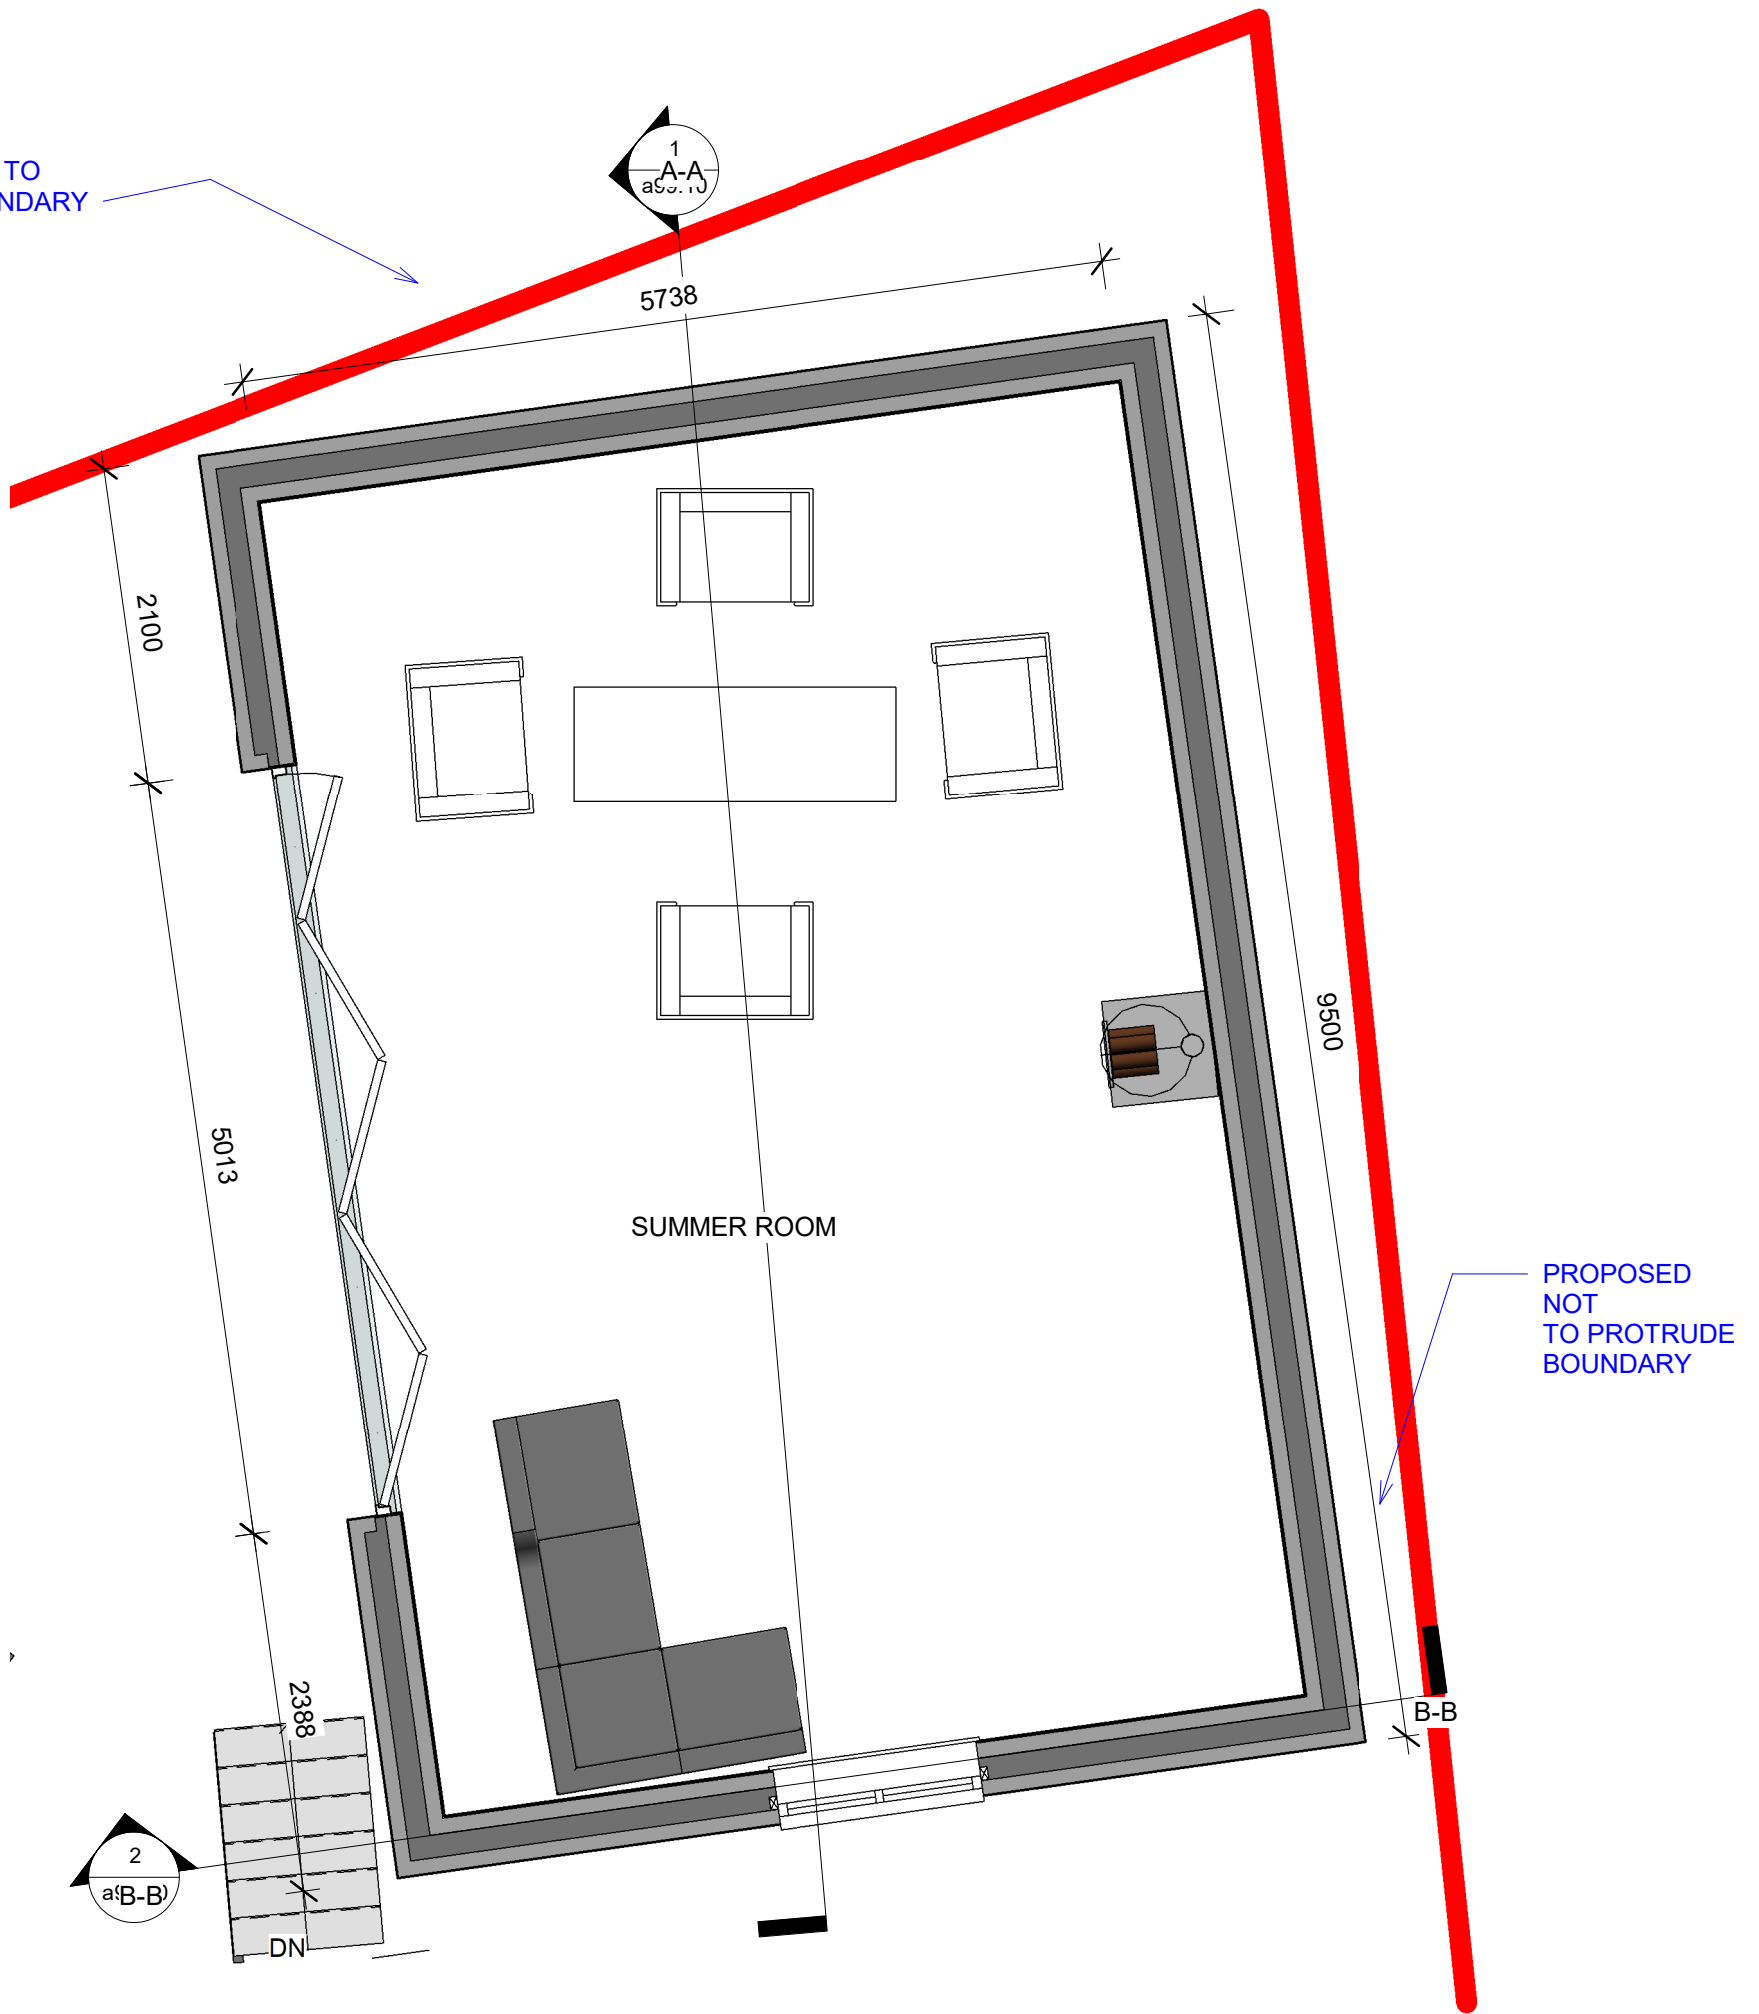 TO
NDARY
1
A-A
5738
2100
5013
9500
SUMMER ROOM
PROPOSED
NOT
TO PROTRUDE
BOUNDARY
2388
B-B
2
B-B
DN